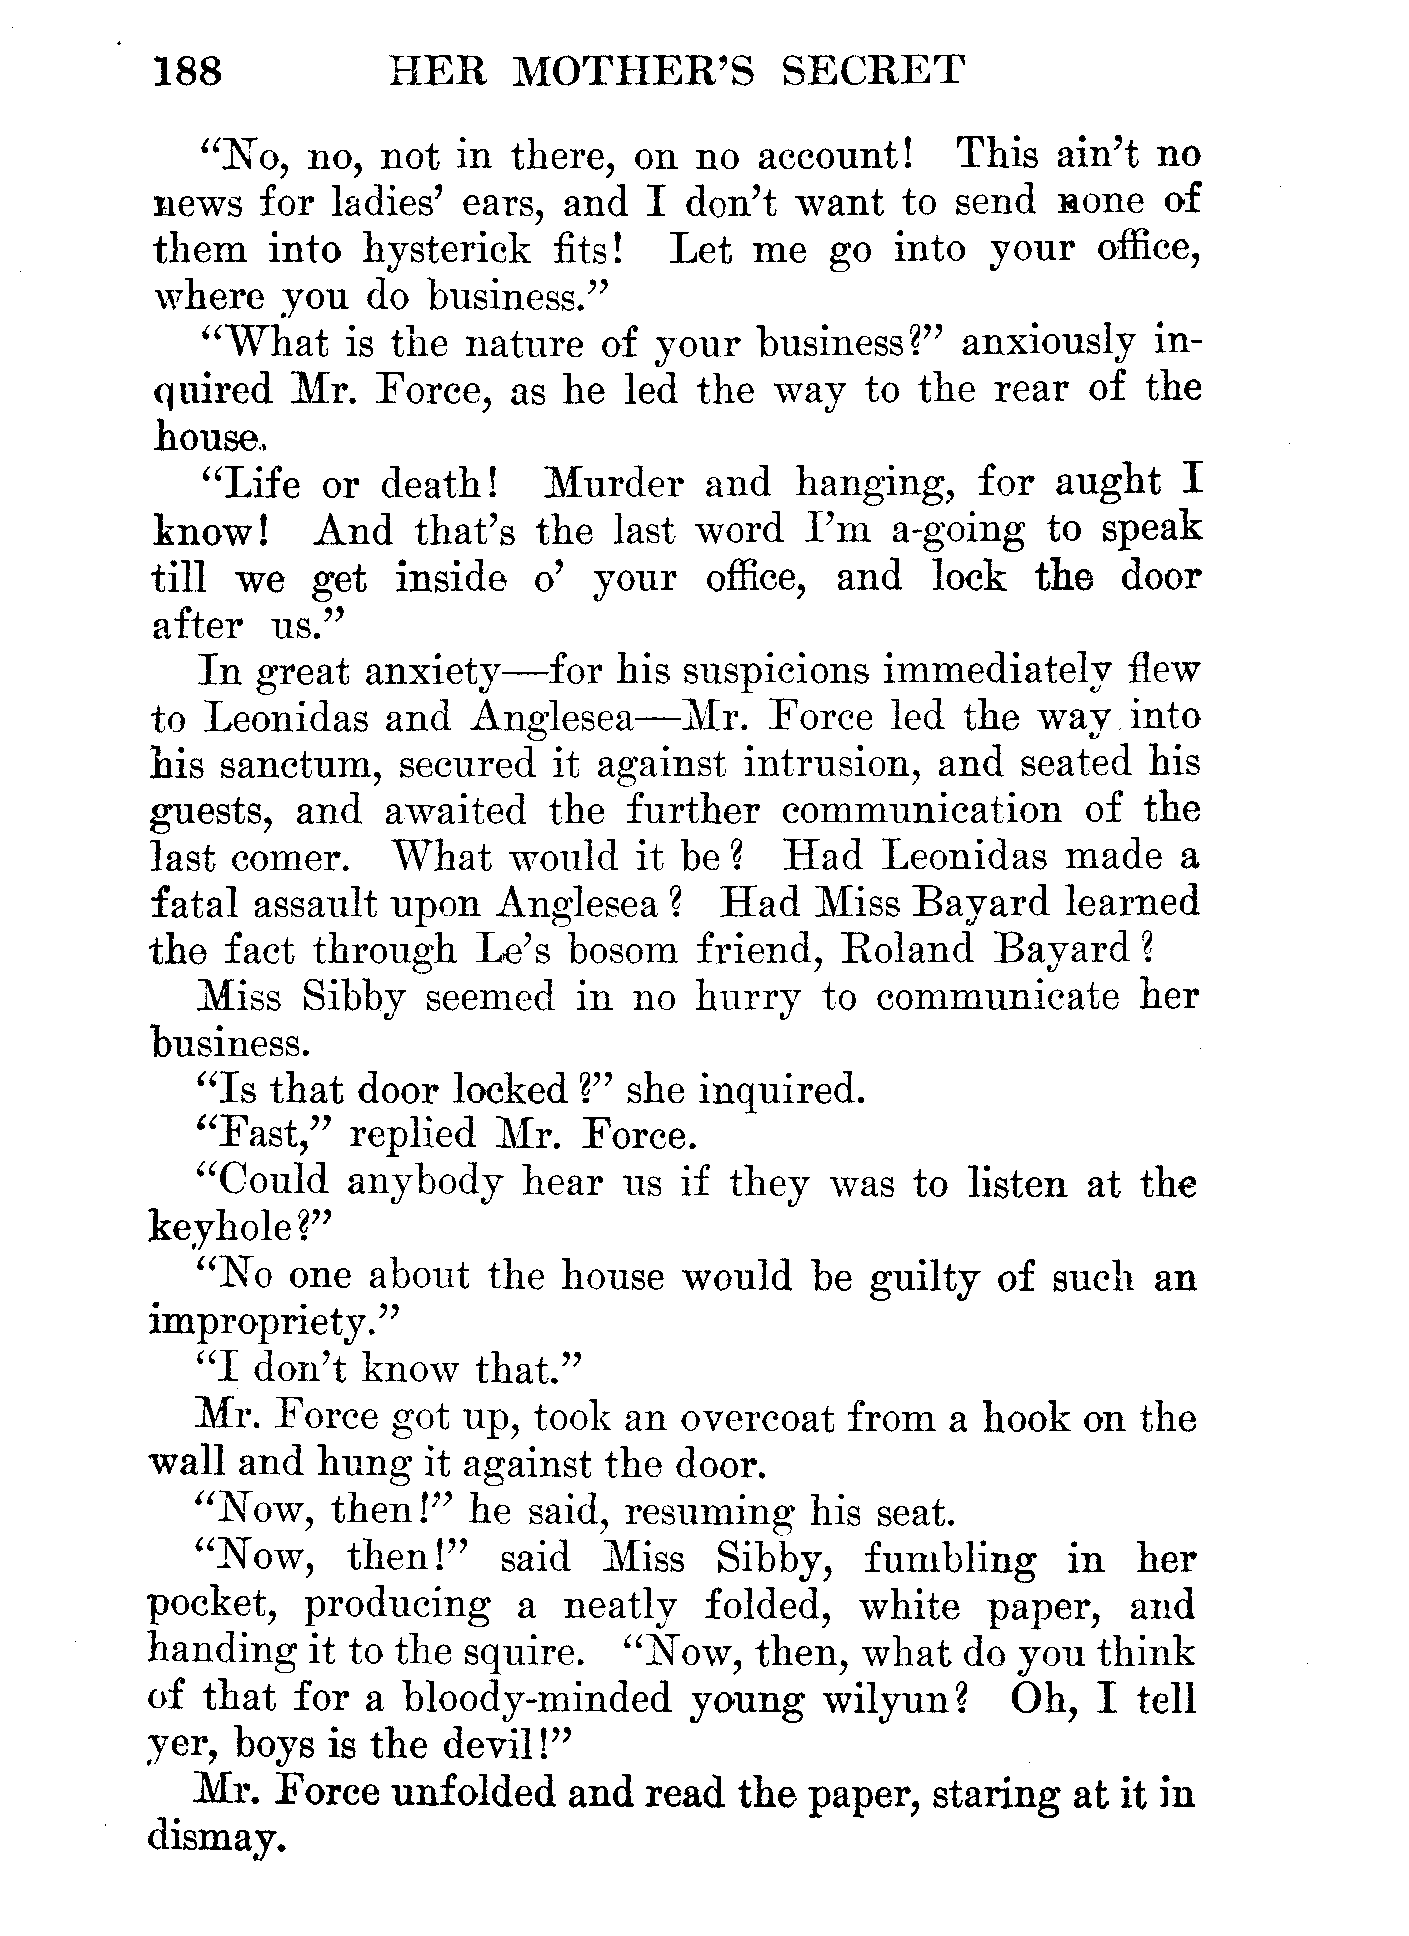 188 HER MOTHER'S SECRET
“No, no, not in there, on no account! This ain’t no
news for ladies’ ears, and I don’t want to send none of
them into hysterick fits! Let me go into your office,
where you do business.”
“What is the nature of your business?” anxiously in-
quired Mr. Force, as he led the way to the rear of the
house.
“Life or death! Murder and hanging, for aught I
know! And that’s the last word I’m a-going to speak
till we get inside o’ your office, and lock the door
after us.”
In great anxiety—for his suspicions immediately flew
to Leonidas and Anglesea—Mr. Force led the way into
his sanctum, secured it against intrusion, and seated his
guests, and awaited the further communication of the
last comer. What would it be? Had Leonidas made a
fatal assault upon Anglesea? Had Miss Bayard learned
the fact through Le’s bosom friend, Roland Bayard?
Miss Sibby seemed in no hurry to communicate her
business.
“Is that door locked?” she inquired.
“Fast,” replied Mr. Force.
“Could anybody hear us if they was to listen at the
keyhole?”
“No one about the house would be guilty of such an
impropriety.”
“I don’t know that.”
Mr. Force got up, took an overcoat from a hook on the
wall and hung it against the door.
“Now, then!” he said, resuming his seat.
“Now, then!” said Miss Sibby, fumbling in her
pocket, producing a neatly folded, white paper, and
handing it to the squire. “Now, then, what do you think
of that for a bloody-minded young wilyun? Oh, I tell
yer, boys is the devil!”
Mr. Force unfolded and read the paper, staring at it in
dismay.